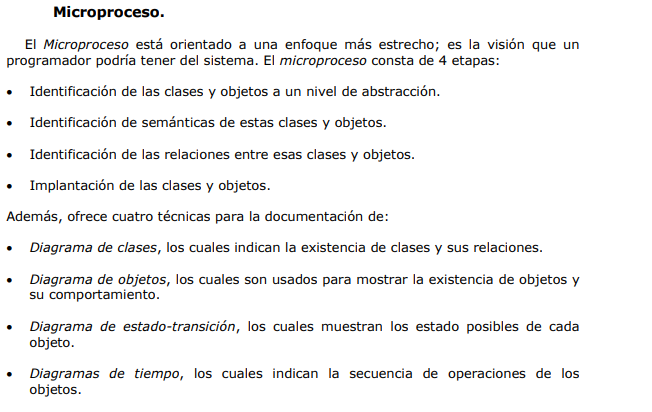 Microproceso.
El Microproceso está orientado a una enfoque más estrecho; es la visión que un
programador podría tener del sistema. El microproceso consta de 4 etapas:
• Identificación de las clases y objetos a un nivel de abstracción.
• Identificación de semánticas de estas clases y objetos.
• Identificación de las relaciones entre esas clases y objetos.
• Implantación de las clases y objetos.
Además, ofrece cuatro técnicas para la documentación de:
• Diagrama de clases, los cuales indican la existencia de clases y sus relaciones.
• Diagrama de objetos, los cuales son usados para mostrar la existencia de objetos y
su comportamiento.
• Diagrama de estado-transición, los cuales muestran los estado posibles de cada
objeto.
• Diagramas de tiempo, los cuales indican la secuencia de operaciones de los
objetos.